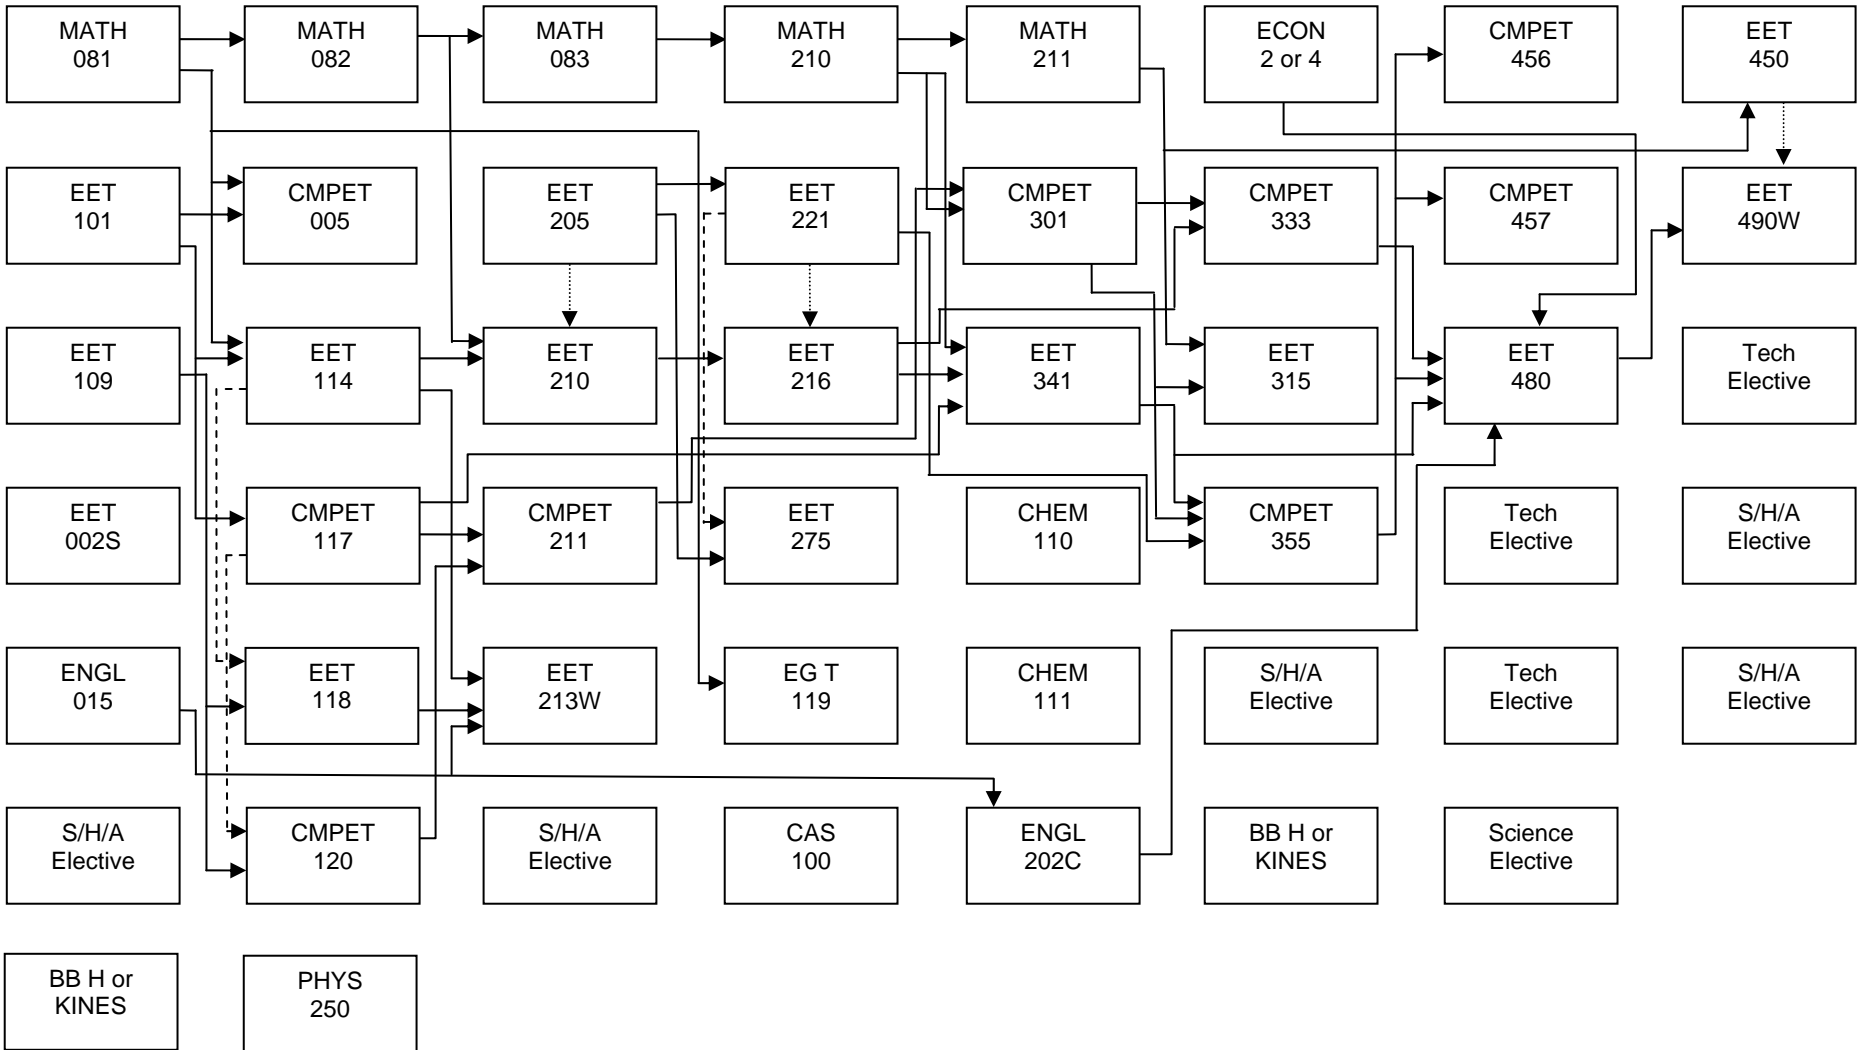 MATH
081
MATH
082
MATH
083
MATH
210
MATH
211
ECON
2 or 4
CMPET
456
EET
450
EET
101
CMPET
005
EET
205
EET
221
CMPET
301
CMPET
333
CMPET
457
EET
490W
EET
109
EET
114
EET
210
EET
216
EET
341
EET
315
EET
480
Tech
Elective
EET
002S
CMPET
117
CMPET
211
EET
275
CHEM
110
CMPET
355
Tech
Elective
S/H/A
Elective
ENGL
015
EET
118
EET
213W
EG T
119
CHEM
111
S/H/A
Elective
Tech
Elective
S/H/A
Elective
S/H/A
Elective
CMPET
120
S/H/A
Elective
CAS
100
ENGL
202C
BB H or
KINES
Science
Elective
BB H or
KINES
PHYS
250